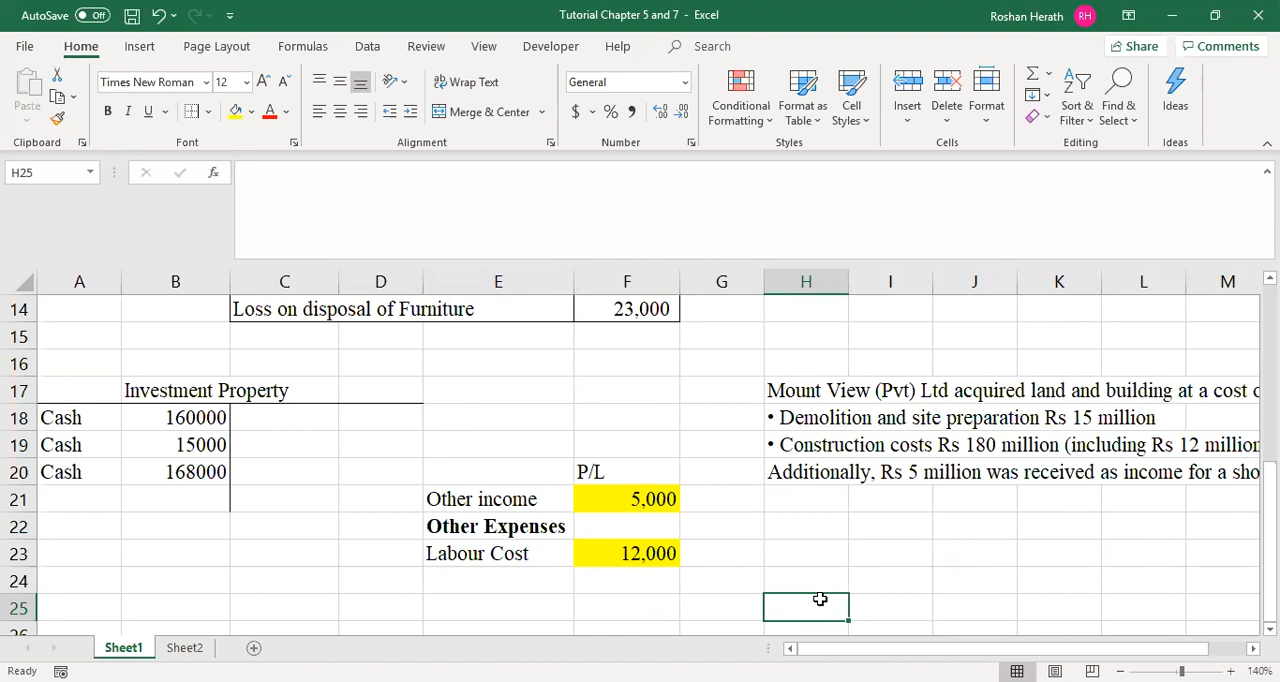 AutoSave Off Tutorial Chapter 5 and 7 - Excel Roshan Herath RH
File Home Insert Page Layout Formulas Data Review View Developer Help Search Share Comments
Paste Times New Roman 12 Wrap Text General
B I U Merge & Center $ % Conditional Formatting Format as Table Cell Styles Insert Delete Format Sort & Filter Find & Select Ideas
Clipboard Font Alignment Number Styles Cells Editing Ideas
H25 fx
A B C D E F G H I J K L M
14 Loss on disposal of Furniture 23,000
15
16
17 Investment Property Mount View (Pvt) Ltd acquired land and building at a cost
18 Cash 160000 • Demolition and site preparation Rs 15 million
19 Cash 15000 • Construction costs Rs 180 million (including Rs 12 million
20 Cash 168000 P/L Additionally, Rs 5 million was received as income for a
21 Other income 5,000
22 Other Expenses
23 Labour Cost 12,000
24
25
26
Sheet1 Sheet2
Ready 140%